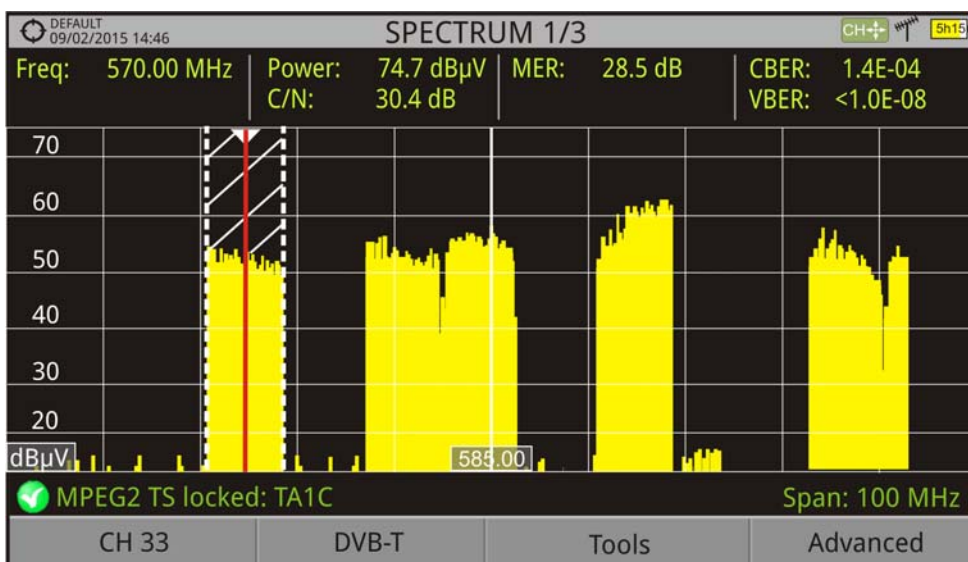 DEFAULT
09/02/2015 14:46
SPECTRUM 1/3
CH
5h15
Freq: 570.00 MHz
Power: 74.7 dBµV
C/N: 30.4 dB
MER: 28.5 dB
CBER: 1.4E-04
VBER: <1.0E-08
70
60
50
40
30
20
dBµV
585.00
MPEG2 TS locked: TA1C
Span: 100 MHz
CH 33
DVB-T
Tools
Advanced